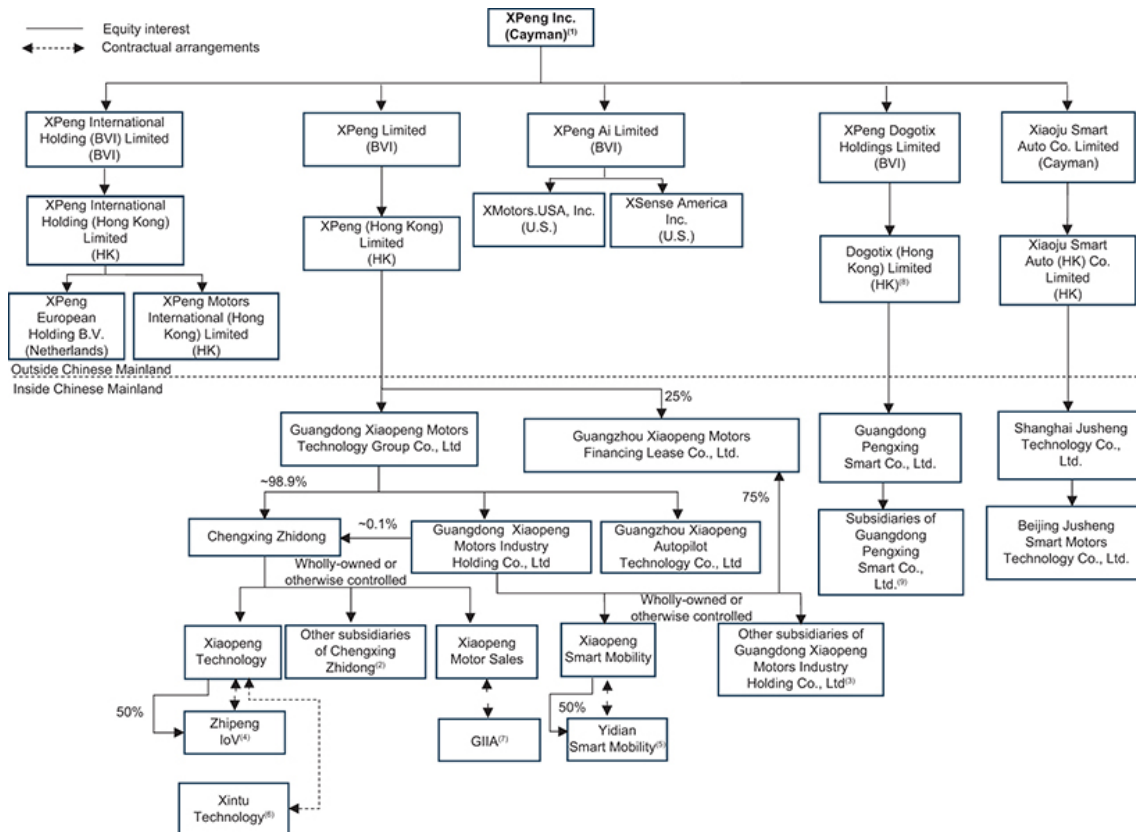 Equity interest
Contractual arrangements
XPeng Inc.
(Cayman)(1)
XPeng International
Holding (BVI) Limited
(BVI)
XPeng Limited
(BVI)
XPeng Ai Limited
(BVI)
XPeng Dogotix
Holdings Limited
(BVI)
Xiaoju Smart
Auto Co. Limited
(Cayman)
XPeng International
Holding (Hong Kong)
Limited
(HK)
XPeng (Hong Kong)
Limited
(HK)
XMotors.USA, Inc.
(U.S.)
XSense America
Inc.
(U.S.)
Dogotix (Hong
Kong) Limited
(HK)(8)
Xiaoju Smart
Auto (HK) Co.
Limited
(HK)
XPeng
European
Holding B.V.
(Netherlands)
XPeng Motors
International (Hong
Kong) Limited
(HK)
Outside Chinese Mainland
Inside Chinese Mainland
25%
Guangdong Xiaopeng Motors
Technology Group Co., Ltd
Guangzhou Xiaopeng Motors
Financing Lease Co., Ltd.
Guangdong
Pengxing
Smart Co., Ltd.
Shanghai Jusheng
Technology Co.,
Ltd.
~98.9%
75%
Chengxing Zhidong
~0.1%
Guangdong Xiaopeng
Motors Industry
Holding Co., Ltd
Guangzhou Xiaopeng
Autopilot
Technology Co., Ltd
Subsidiaries of
Guangdong
Pengxing
Smart Co.,
Ltd.(9)
Beijing Jusheng
Smart Motors
Technology Co., Ltd.
Wholly-owned or
otherwise controlled
Wholly-owned or
otherwise controlled
Xiaopeng
Technology
Other subsidiaries
of Chengxing
Zhidong(2)
Xiaopeng
Motor Sales
Xiaopeng
Smart Mobility
Other subsidiaries of
Guangdong Xiaopeng
Motors Industry
Holding Co., Ltd(3)
50%
Zhipeng
IoV(4)
GIIA(7)
50%
Yidian
Smart Mobility(5)
Xintu
Technology(6)